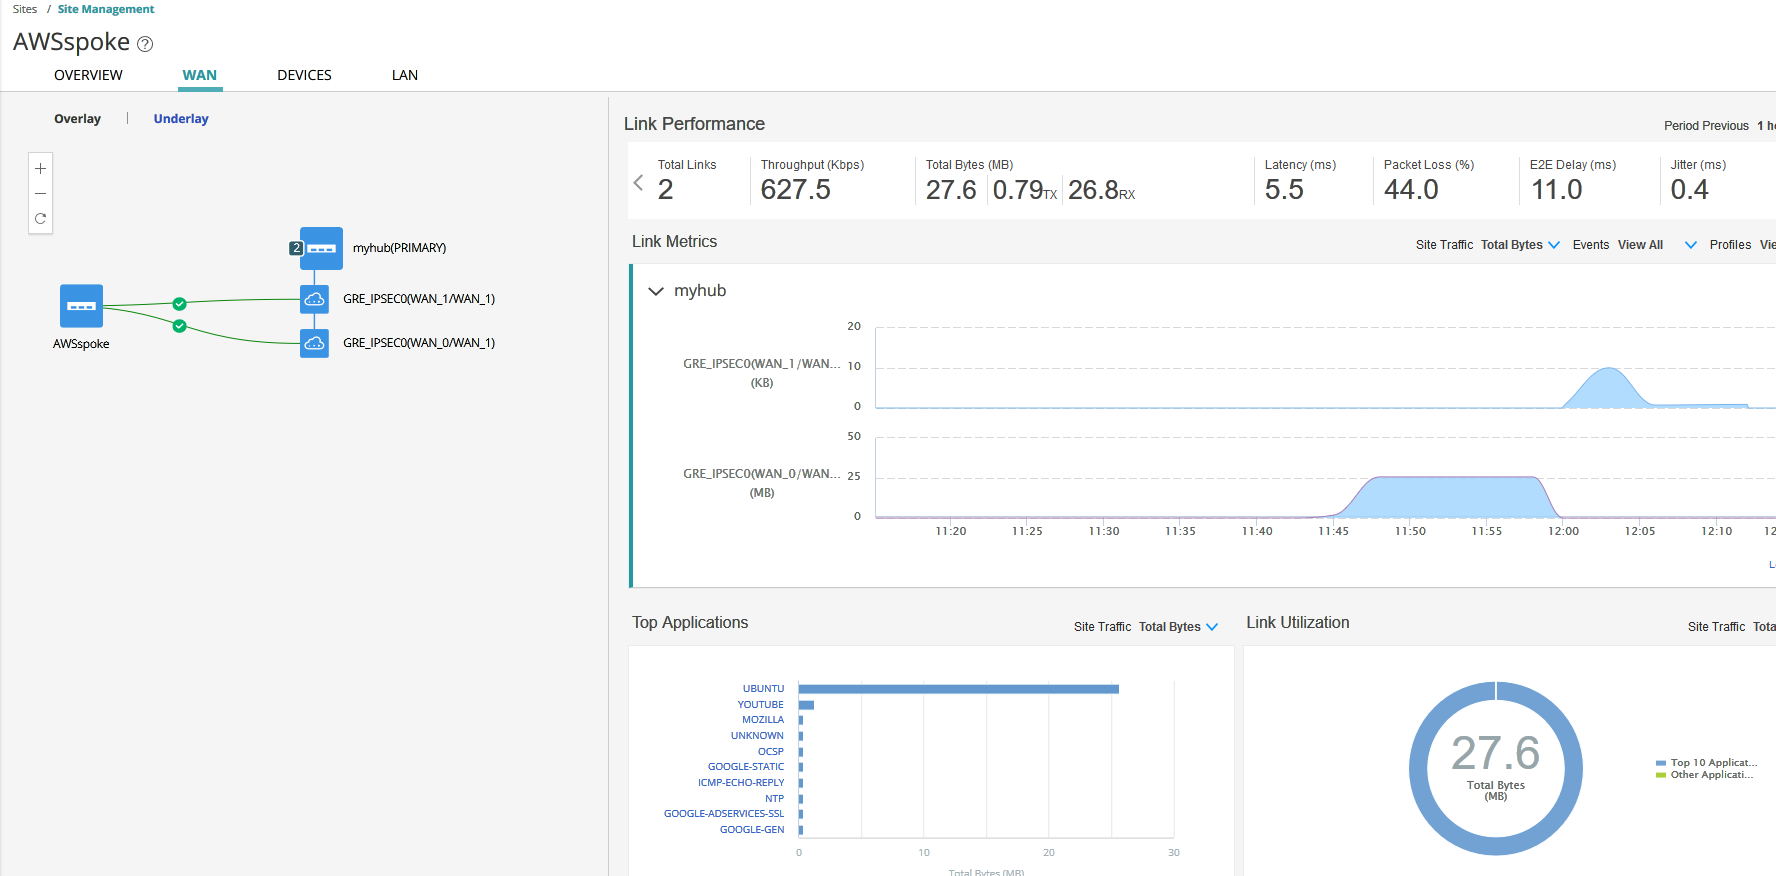 Sites / Site Management
AWSspoke ?
OVERVIEW WAN DEVICES LAN
Overlay | Underlay
2 myhub(PRIMARY)
GRE_IPSEC0(WAN_1/WAN_1)
GRE_IPSEC0(WAN_0/WAN_1)
AWSspoke
Link Performance
Period Previous 1 h
Total Links Throughput (Kbps) Total Bytes (MB) Latency (ms) Packet Loss (%) E2E Delay (ms) Jitter (ms)
2 627.5 27.6 0.79TX 26.8RX 5.5 44.0 11.0 0.4
Link Metrics
Site Traffic Total Bytes Events View All Profiles Vie
myhub
20
GRE_IPSEC0(WAN_1/WAN... 10
(KB)
0
50
GRE_IPSEC0(WAN_0/WAN... 25
(MB)
0
11:20 11:25 11:30 11:35 11:40 11:45 11:50 11:55 12:00 12:05 12:10 12
L
Top Applications
Site Traffic Total Bytes
UBUNTU
YOUTUBE
MOZILLA
UNKNOWN
OCSP
GOOGLE-STATIC
ICMP-ECHO-REPLY
NTP
GOOGLE-ADSERVICES-SSL
GOOGLE-GEN
0 10 20 30
Total Bytes (MB)
Link Utilization
Site Traffic Tota
27.6
Total Bytes
(MB)
Top 10 Applicat...
Other Applicati...